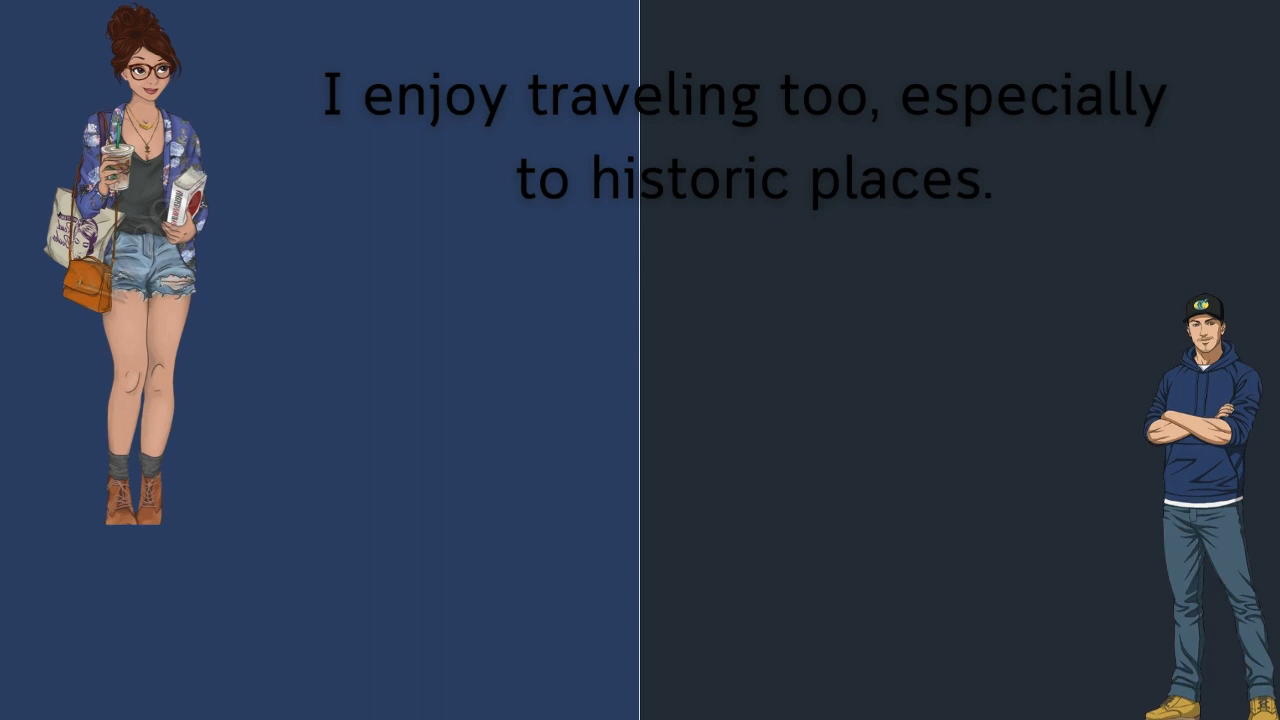 I enjoy traveling too, especially
to historic places.